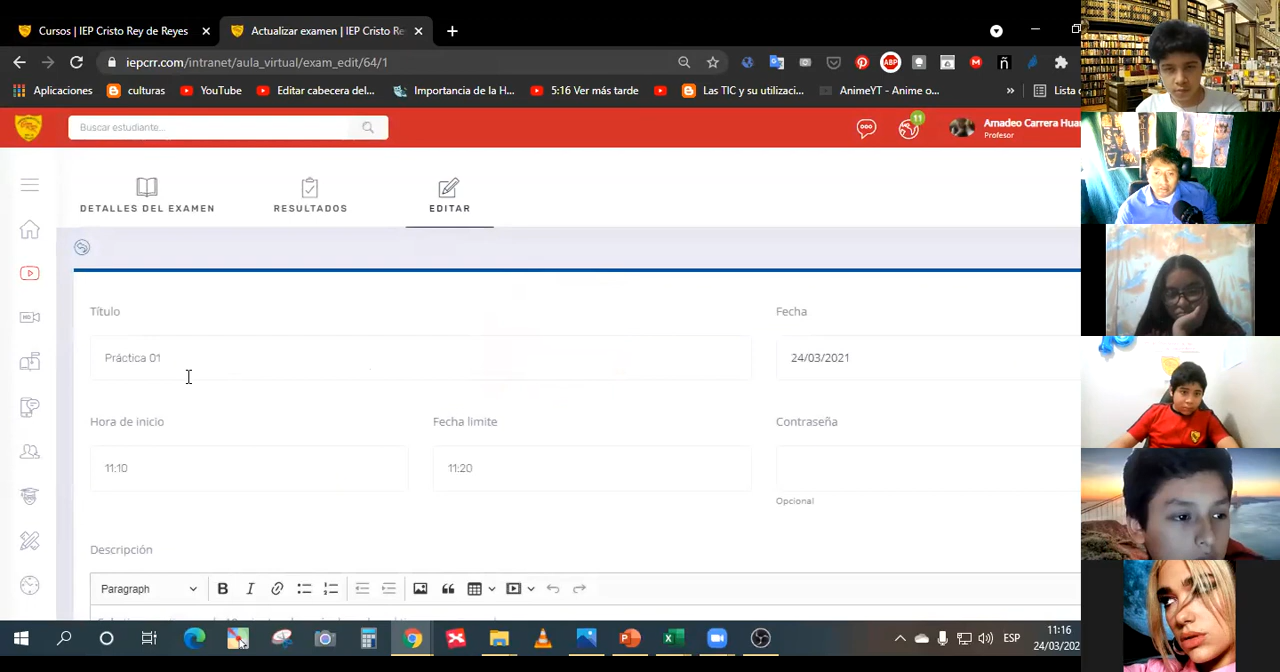 Cursos | IEP Cristo Rey de Reyes
Actualizar examen | IEP Cristo Re
iepcrr.com/intranet/aula_virtual/exam_edit/64/1
Aplicaciones
culturas
YouTube
Editar cabecera del...
Importancia de la H...
5:16 Ver más tarde
Las TIC y su utilizaci...
AnimeYT - Anime o...
»
Lista
ABP
ñ
Buscar estudiante...
11
Amadeo Carrera Hua
Profesor
DETALLES DEL EXAMEN
RESULTADOS
EDITAR
Título
Fecha
Práctica 01
24/03/2021
Hora de inicio
Fecha limite
Contraseña
11:10
11:20
Opcional
Descripción
Paragraph
B
I
ESP
11:16
24/03/202